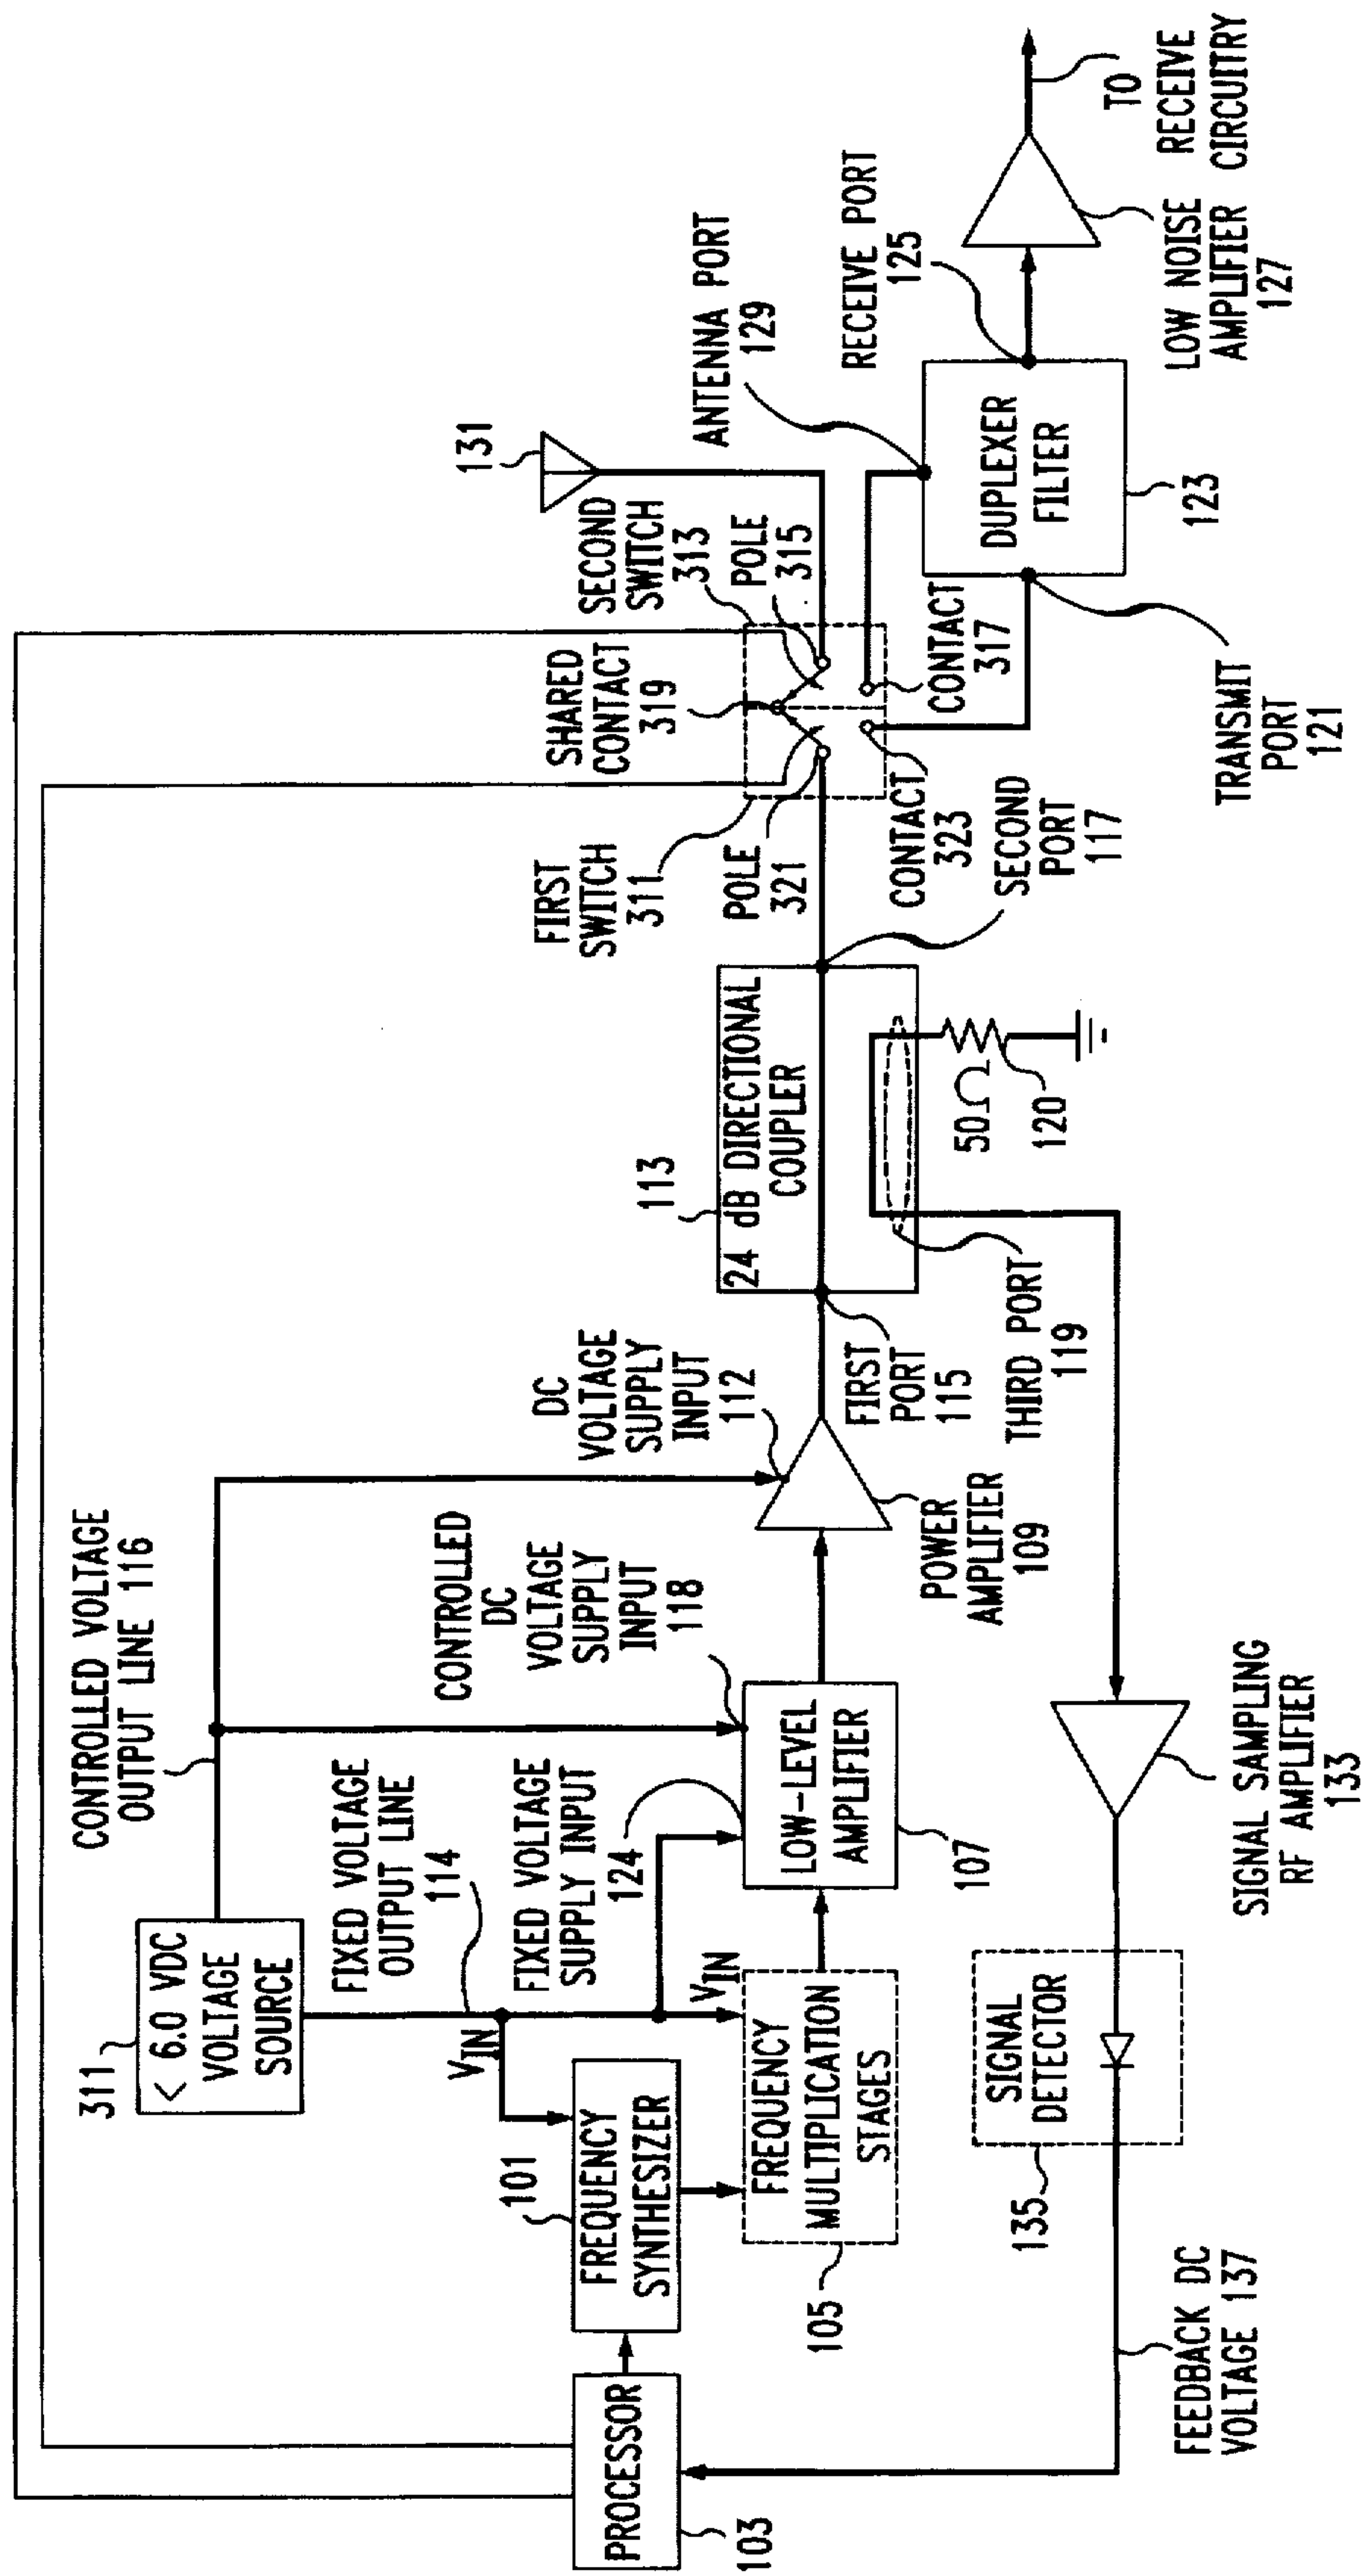 CONTROLLED VOLTAGE
OUTPUT LINE 116
311
< 6.0 VDC
VOLTAGE
SOURCE
FIXED VOLTAGE
OUTPUT LINE
114
VIN
FIXED VOLTAGE
SUPPLY INPUT
124
CONTROLLED
DC
VOLTAGE
SUPPLY
INPUT
118
DC
VOLTAGE
SUPPLY
INPUT
112
101
FREQUENCY
SYNTHESIZER
PROCESSOR
103
VIN
FREQUENCY
MULTIPLICATION
STAGES
105
LOW-LEVEL
AMPLIFIER
107
POWER
AMPLIFIER
109
113
24 dB DIRECTIONAL
COUPLER
FIRST
PORT
115
THIRD PORT
119
50Ω
120
SECOND
PORT
117
FIRST
SWITCH
311
POLE
321
SHARED
CONTACT
319
SECOND
SWITCH
313
POLE
315
131
CONTACT
323
CONTACT
317
ANTENNA PORT
129
RECEIVE PORT
125
DUPLEXER
FILTER
123
TRANSMIT
PORT
121
LOW NOISE
AMPLIFIER
127
TO
RECEIVE
CIRCUITRY
SIGNAL SAMPLING
RF AMPLIFIER
133
SIGNAL
DETECTOR
135
FEEDBACK DC
VOLTAGE 137